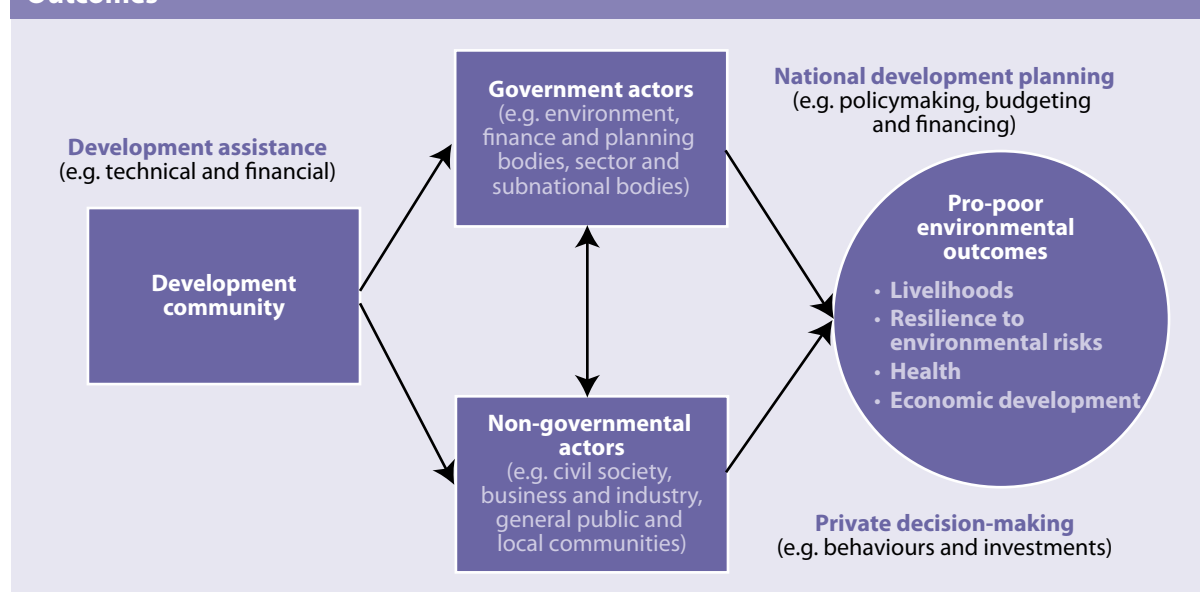 Outcomes
Government actors
(e.g. environment,
finance and planning
bodies, sector and
subnational bodies)
National development planning
(e.g. policymaking, budgeting
and financing)
Development assistance
(e.g. technical and financial)
Development
community
Pro-poor
environmental
outcomes
• Livelihoods
• Resilience to
environmental risks
• Health
• Economic development
Non-governmental
actors
(e.g. civil society,
business and industry,
general public and
local communities)
Private decision-making
(e.g. behaviours and investments)